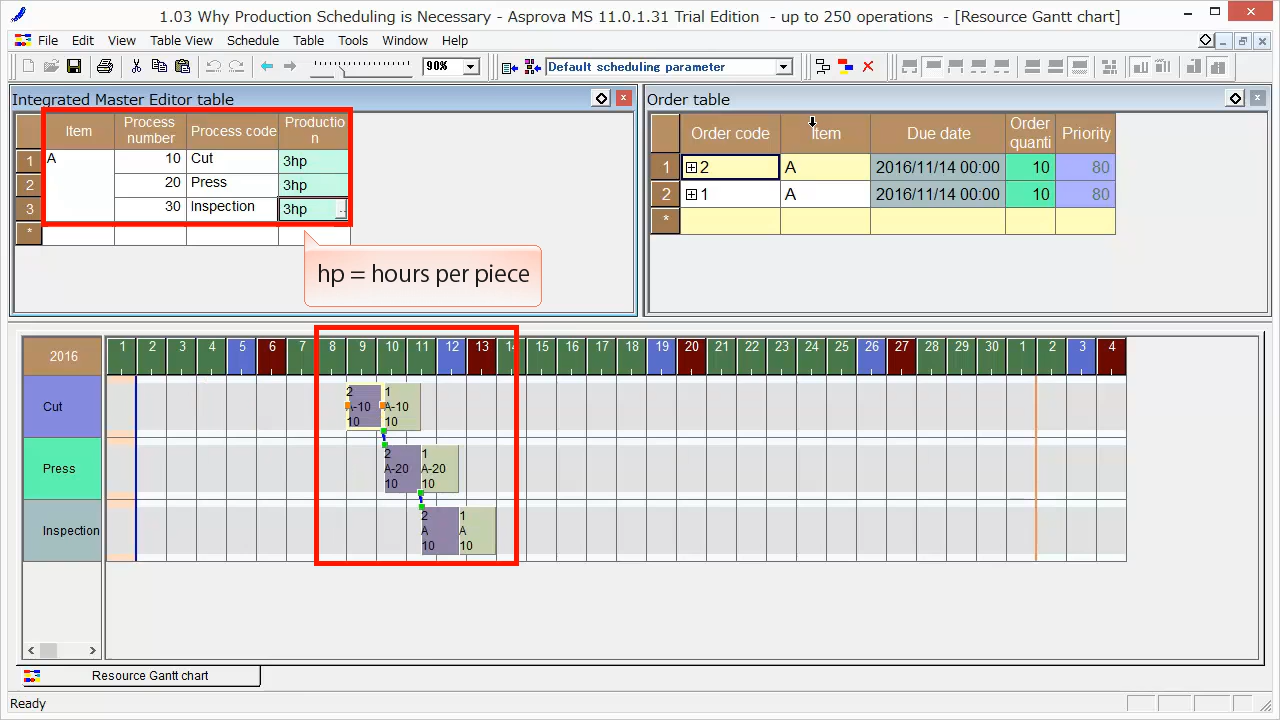 1.03 Why Production Scheduling is Necessary - Asprova MS 11.0.1.31 Trial Edition - up to 250 operations - [Resource Gantt chart]
File Edit View Table View Schedule Table Tools Window Help
90% Default scheduling parameter
Integrated Master Editor table
Item Process number Process code Productio n
1 A 10 Cut 3hp
2 20 Press 3hp
3 30 Inspection 3hp
*
hp = hours per piece
Order table
Order code Item Due date Order quanti Priority
1 2 A 2016/11/14 00:00 10 80
2 1 A 2016/11/14 00:00 10 80
*
2016 1 2 3 4 5 6 7 8 9 10 11 12 13 14 15 16 17 18 19 20 21 22 23 24 25 26 27 28 29 30 1 2 3 4
Cut
2 1
A-10 A-10
10 10
Press
2 1
A-20 A-20
10 10
Inspection
2 1
A A
10 10
Resource Gantt chart
Ready